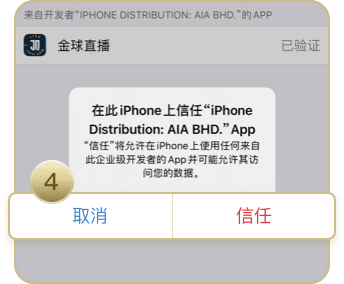 来自开发者“IPHONE DISTRIBUTION: AIA BHD.”的APP
金球直播
已验证
在此iPhone上信任“iPhone
Distribution: AIA BHD.”App
“信任”将允许在iPhone上使用任何来自
此企业级开发者的App并可能允许其访
问您的数据。
4
取消
信任